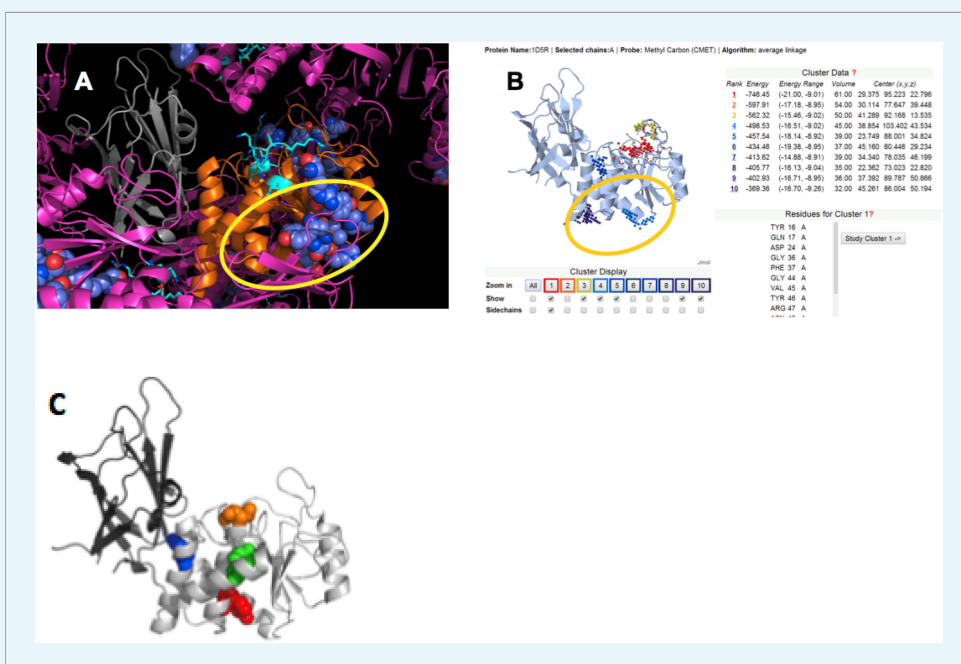 A
Protein Name:1D5R | Selected chains:A | Probe: Methyl Carbon (CMET) | Algorithm: average linkage
B
Cluster Data ?
Rank Energy Energy Range Volume Center (x,y,z)
1 -746.45 (-21.00, -9.01) 61.00 29.375 95.223 22.796
2 -597.91 (-17.18, -8.95) 54.00 30.114 77.647 39.448
3 -562.32 (-15.46, -9.02) 50.00 41.289 92.168 13.535
4 -498.53 (-16.51, -9.02) 45.00 38.854 103.402 43.534
5 -457.54 (-18.14, -8.92) 39.00 23.749 88.001 34.824
6 -434.46 (-19.38, -8.95) 37.00 45.160 80.446 29.234
7 -413.62 (-14.88, -8.91) 39.00 34.340 78.035 46.199
8 -405.77 (-16.13, -9.04) 35.00 22.362 73.023 22.820
9 -402.93 (-16.71, -8.95) 36.00 37.392 89.787 50.866
10 -369.36 (-16.70, -9.26) 32.00 45.261 86.004 50.194
Residues for Cluster 1?
TYR 16 A
GLN 17 A
ASP 24 A
GLY 36 A
PHE 37 A
GLY 44 A
VAL 45 A
TYR 46 A
ARG 47 A
Study Cluster 1 ->
Jmol
Cluster Display
Zoom in All 1 2 3 4 5 6 7 8 9 10
Show
Sidechains
C